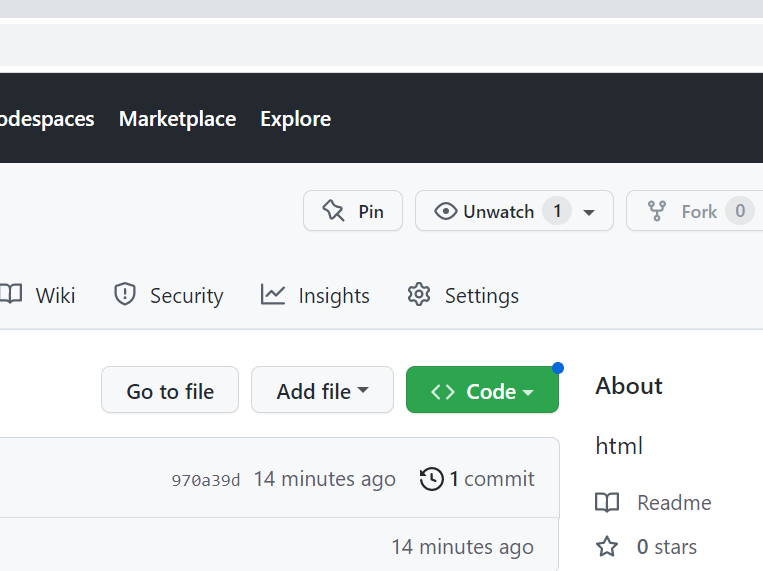 odespaces Marketplace Explore
Pin Unwatch 1 Fork 0
Wiki Security Insights Settings
Go to file Add file <> Code
About
html
970a39d 14 minutes ago 1 commit
Readme
14 minutes ago
0 stars